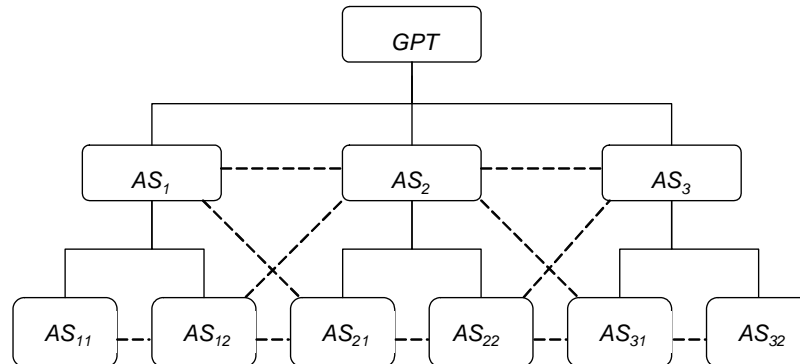 GPT
AS₁ AS₂ AS₃
AS₁₁ AS₁₂ AS₂₁ AS₂₂ AS₃₁ AS₃₂